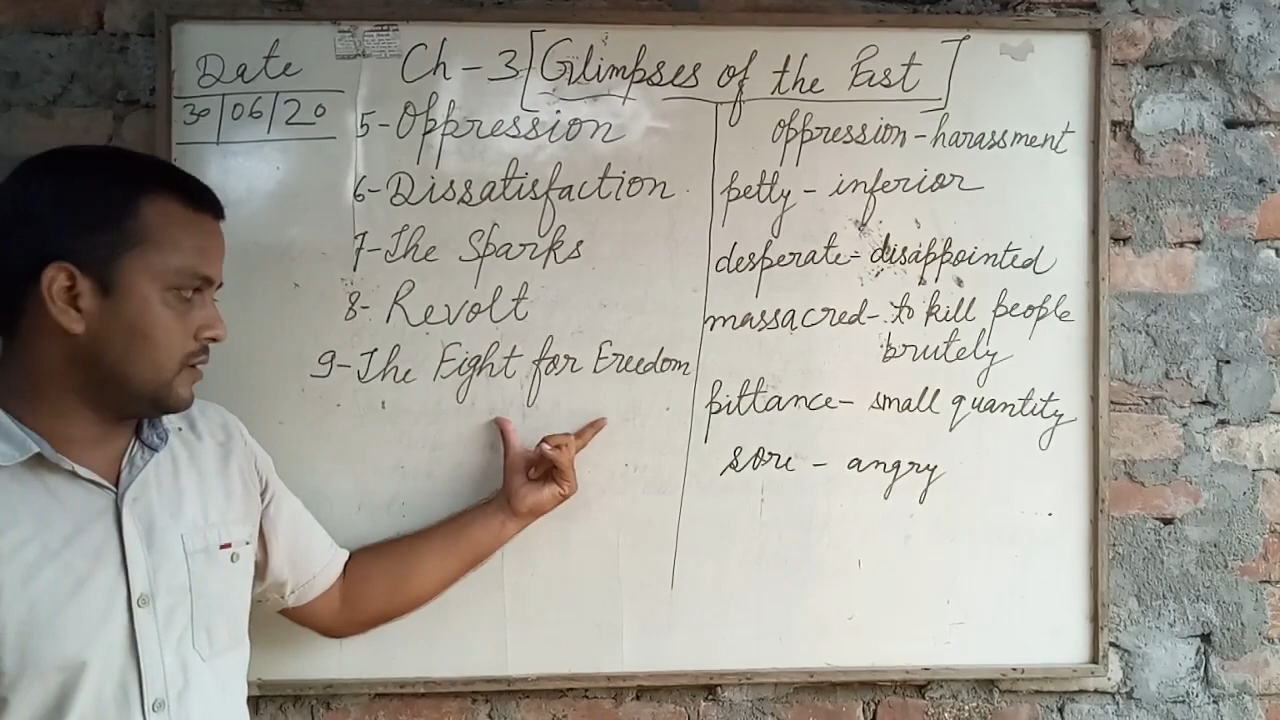 Date
30/06/20
Ch-3 [Glimpses of the Past]
5-Oppression
6-Dissatisfaction.
7-The Sparks
8-Revolt
9-The Fight for Freedom
oppression-harassment
petty-inferior
desperate-disappointed
massacred-to kill people
brutely
pittance-small quantity
sore-angry